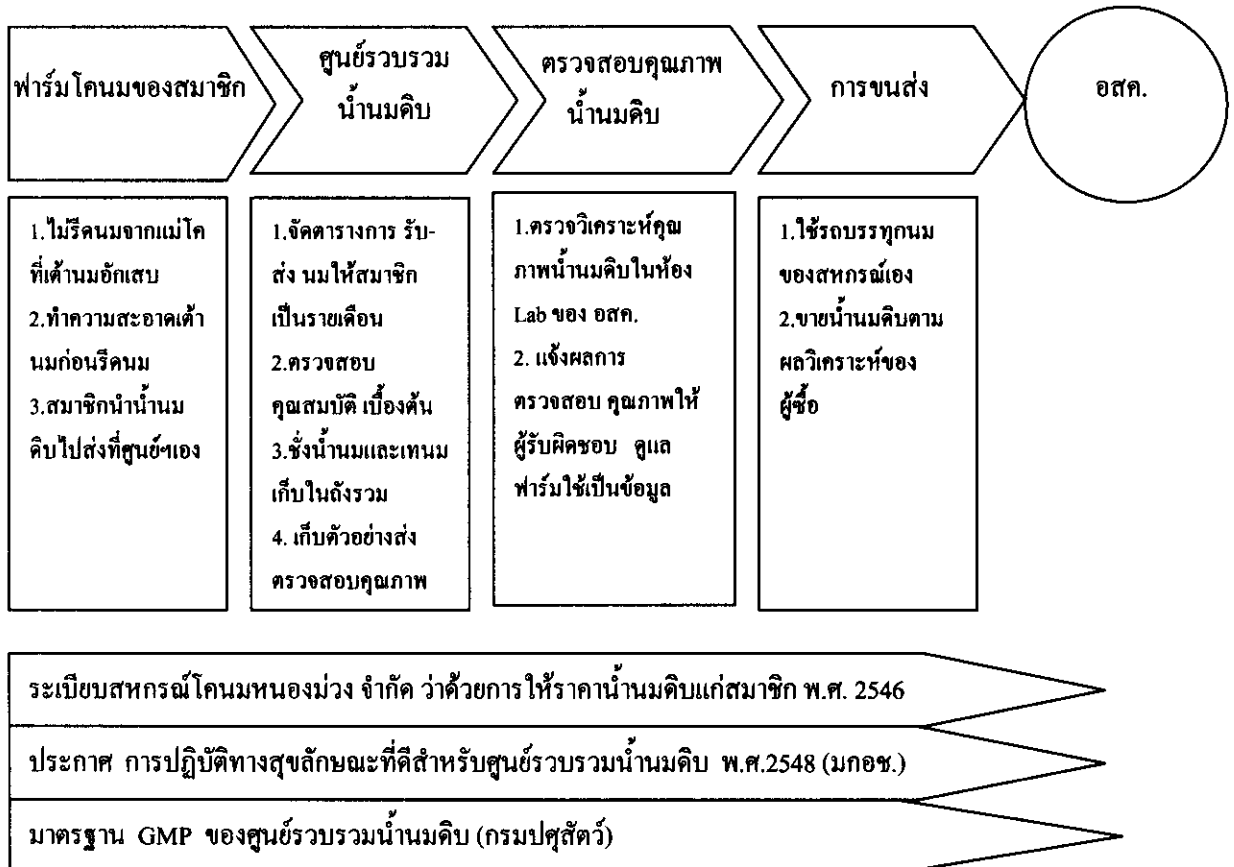 ฟาร์มโคนมของสมาชิก
ศูนย์รวบรวม
น้ำนมดิบ
ตรวจสอบคุณภาพ
น้ำนมดิบ
การขนส่ง
อสค.
1.ไม่รีดนมจากแม่โค
ที่เต้านมอักเสบ
2.ทำความสะอาดเต้า
นมก่อนรีดนม
3.สมาชิกนำน้ำนม
ดิบไปส่งที่ศูนย์ฯเอง
1.จัดตารางการ รับ-
ส่ง นมให้สมาชิก
เป็นรายเดือน
2.ตรวจสอบ
คุณสมบัติ เบื้องต้น
3.ชั่งน้ำนมและเทนม
เก็บในถังรวม
4. เก็บตัวอย่างส่ง
ตรวจสอบคุณภาพ
1.ตรวจวิเคราะห์คุณ
ภาพน้ำนมดิบในห้อง
Lab ของ อสค.
2. แจ้งผลการ
ตรวจสอบ คุณภาพให้
ผู้รับผิดชอบ ดูแล
ฟาร์มใช้เป็นข้อมูล
1.ใช้รถบรรทุกนม
ของสหกรณ์เอง
2.ขายน้ำนมดิบตาม
ผลวิเคราะห์ของ
ผู้ซื้อ
ระเบียบสหกรณ์โคนมหนองม่วง จำกัด ว่าด้วยการให้ราคาน้ำนมดิบแก่สมาชิก พ.ศ. 2546
ประกาศ การปฏิบัติทางสุขลักษณะที่ดีสำหรับศูนย์รวบรวมน้ำนมดิบ พ.ศ.2548 (มกอช.)
มาตรฐาน GMP ของศูนย์รวบรวมน้ำนมดิบ (กรมปศุสัตว์)